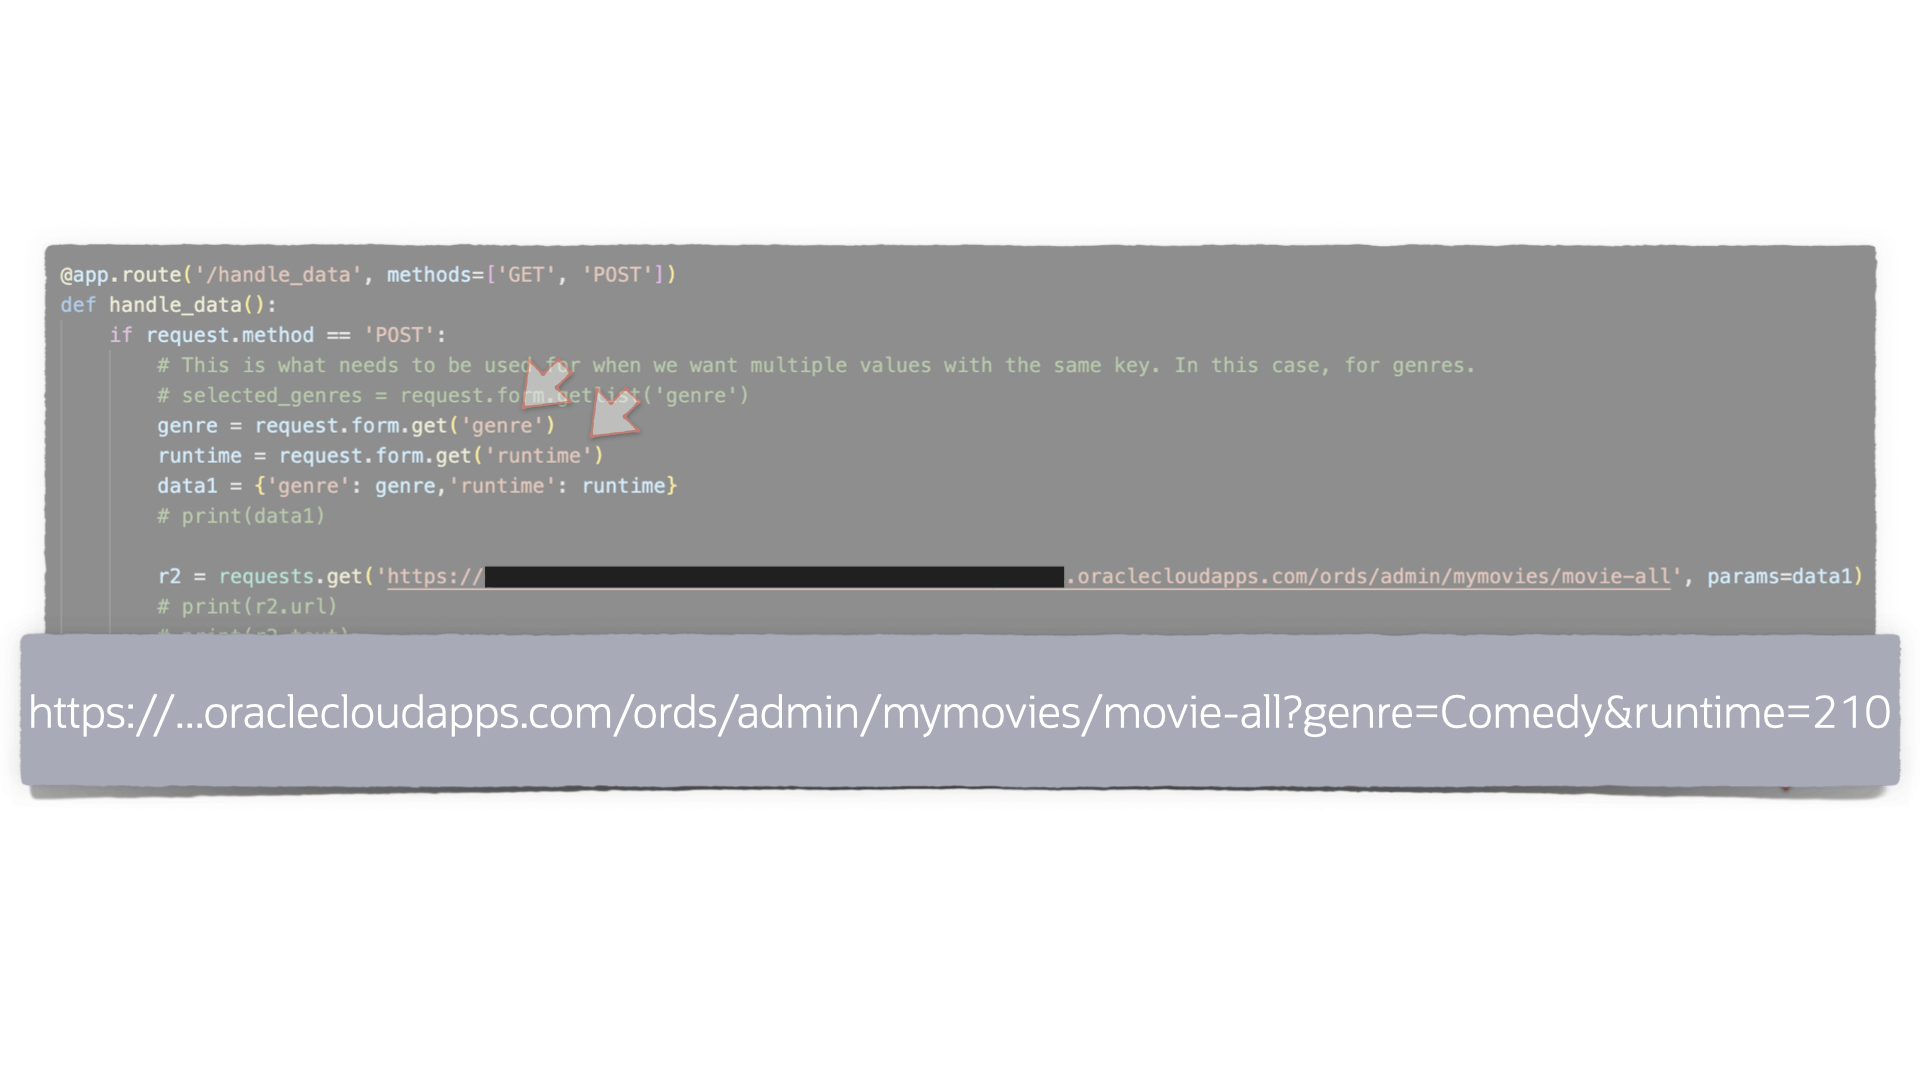 @app.route('/handle_data', methods=['GET', 'POST'])
def handle_data():
if request.method == 'POST':
# This is what needs to be used for when we want multiple values with the same key. In this case, for genres.
# selected_genres = request.form.getlist('genre')
genre = request.form.get('genre')
runtime = request.form.get('runtime')
data1 = {'genre': genre,'runtime': runtime}
# print(data1)
r2 = requests.get('https:// .oraclecloudapps.com/ords/admin/mymovies/movie-all', params=data1)
# print(r2.url)
# print(r2.text)
https://...oraclecloudapps.com/ords/admin/mymovies/movie-all?genre=Comedy&runtime=210